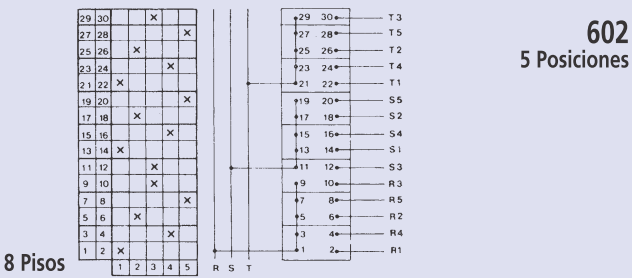 29 30 × 29 30 T3
27 28 × 27 28 T5
25 26 × 25 26 T2
23 24 × 23 24 T4
21 22 × 21 22 T1
19 20 × 19 20 S5
17 18 × 17 18 S2
15 16 × 15 16 S4
13 14 × 13 14 S1
11 12 × 11 12 S3
9 10 × 9 10 R3
7 8 × 7 8 R5
5 6 × 5 6 R2
3 4 × 3 4 R4
1 2 × 1 2 R1
1 2 3 4 5 R S T
602
5 Posiciones
8 Pisos